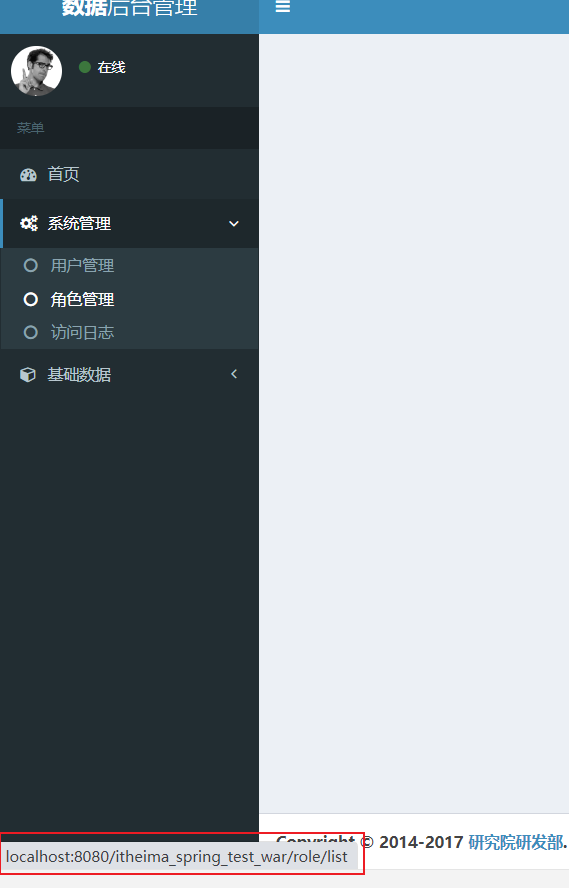 数据后台管理
在线
菜单
首页
系统管理
用户管理
角色管理
访问日志
基础数据
Copyright © 2014-2017 研究院研发部.
localhost:8080/itheima_spring_test_war/role/list